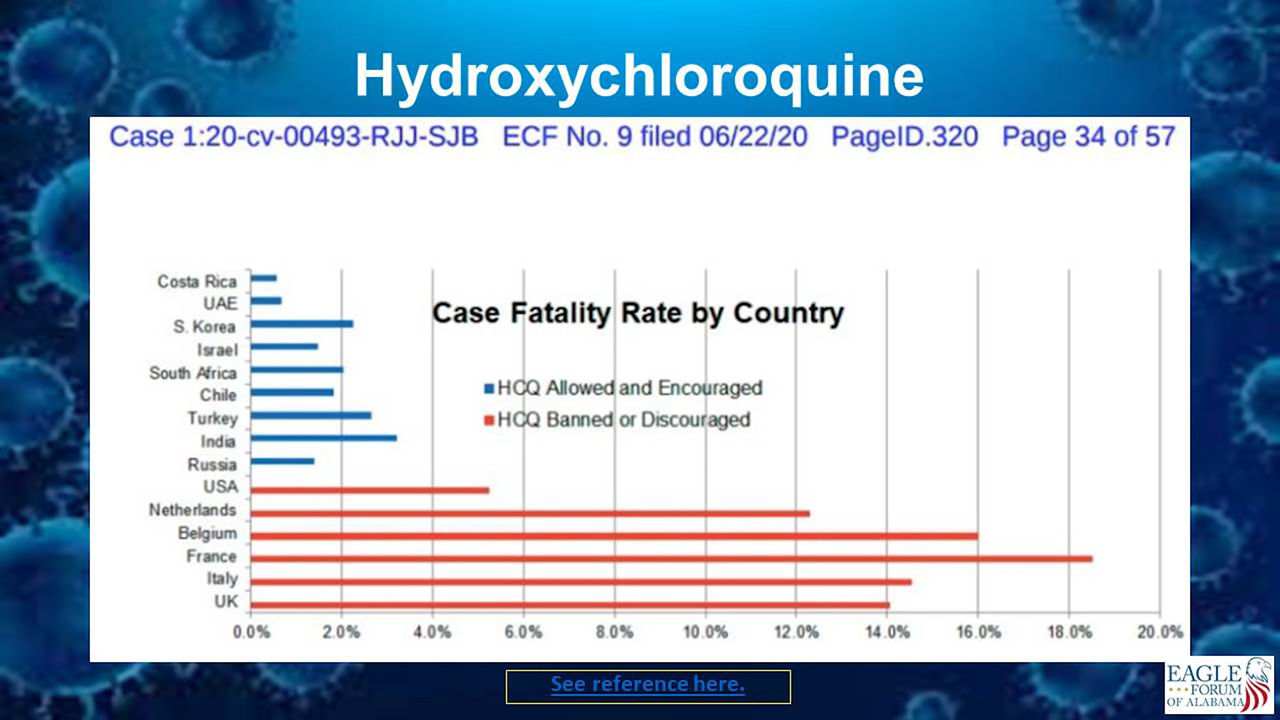 Hydroxychloroquine
Case 1:20-cv-00493-RJJ-SJB ECF No. 9 filed 06/22/20 PageID.320 Page 34 of 57
Case Fatality Rate by Country
HCQ Allowed and Encouraged
HCQ Banned or Discouraged
Costa Rica
UAE
S. Korea
Israel
South Africa
Chile
Turkey
India
Russia
USA
Netherlands
Belgium
France
Italy
UK
0.0% 2.0% 4.0% 6.0% 8.0% 10.0% 12.0% 14.0% 16.0% 18.0% 20.0%
See reference here.
EAGLE
FORUM
OF ALABAMA